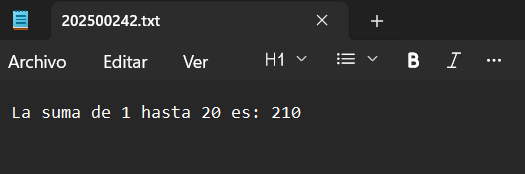 202500242.txt
Archivo Editar Ver H1 B I
La suma de 1 hasta 20 es: 210